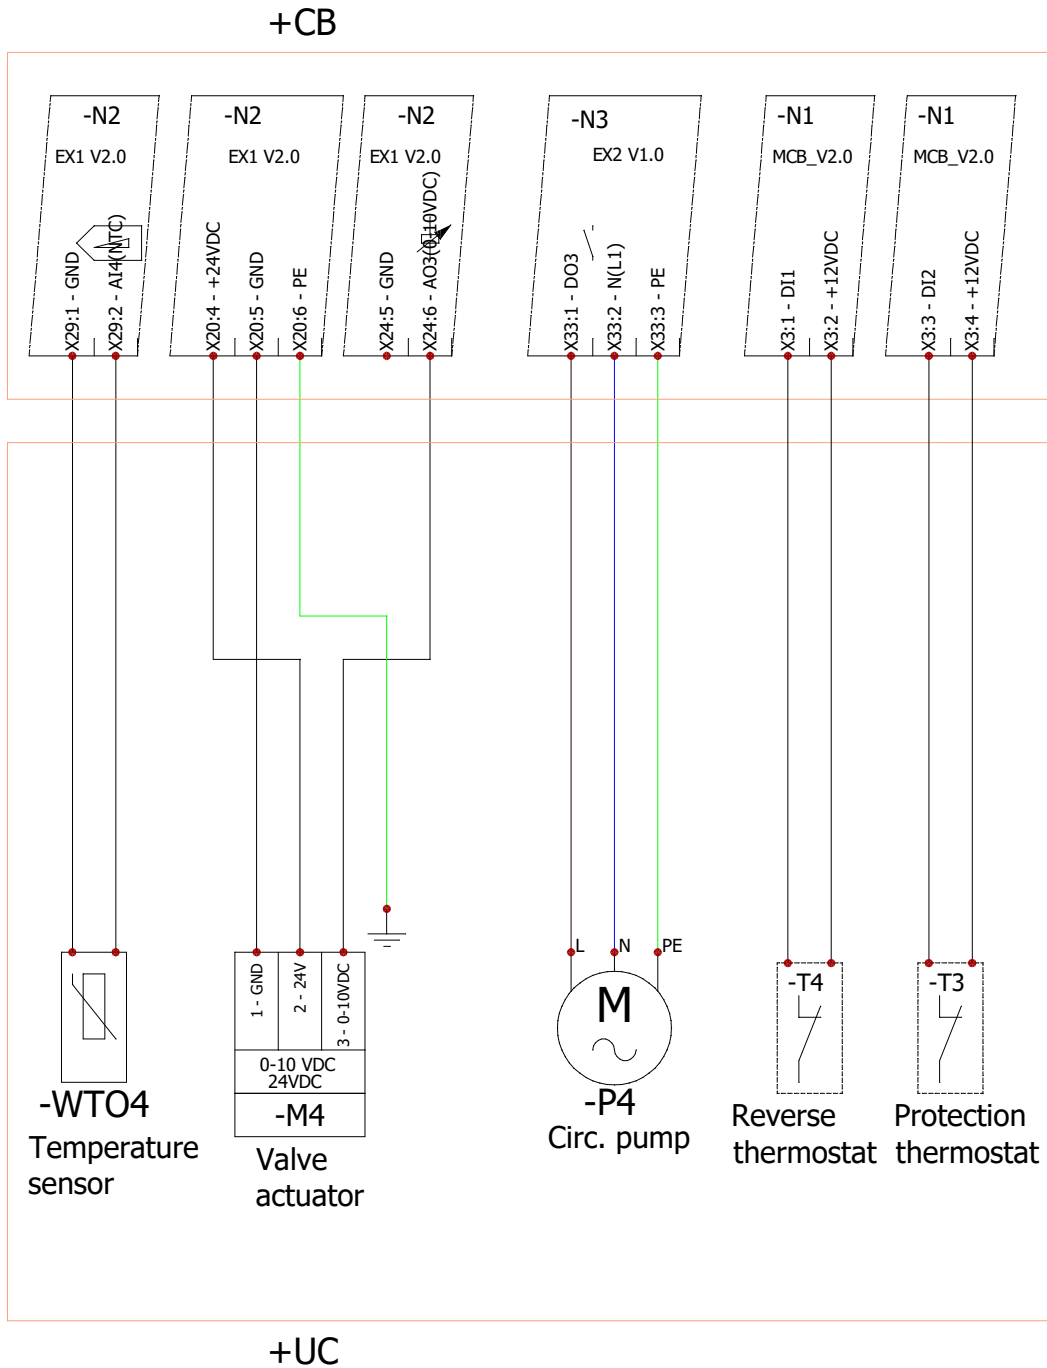 +CB
-N2
EX1 V2.0
X29:1 - GND
X29:2 - AI4(NTC)
-N2
EX1 V2.0
X20:4 - +24VDC
X20:5 - GND
X20:6 - PE
-N2
EX1 V2.0
X24:5 - GND
X24:6 - AO3(0-10VDC)
-N3
EX2 V1.0
X33:1 - DO3
X33:2 - N(L1)
X33:3 - PE
-N1
MCB_V2.0
X3:1 - DI1
X3:2 - +12VDC
-N1
MCB_V2.0
X3:3 - DI2
X3:4 - +12VDC
-WTO4
Temperature
sensor
1 - GND
2 - 24V
3 - 0-10VDC
0-10 VDC
24VDC
-M4
Valve
actuator
L
N
PE
M
-P4
Circ. pump
-T4
Reverse
thermostat
-T3
Protection
thermostat
+UC